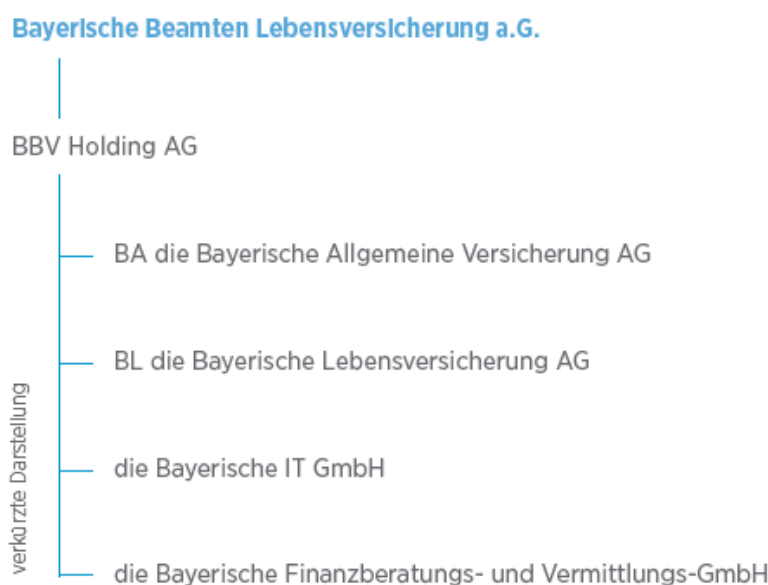 Bayerische Beamten Lebensversicherung a.G.
BBV Holding AG
BA die Bayerische Allgemeine Versicherung AG
BL die Bayerische Lebensversicherung AG
die Bayerische IT GmbH
die Bayerische Finanzberatungs- und Vermittlungs-GmbH
verkürzte Darstellung